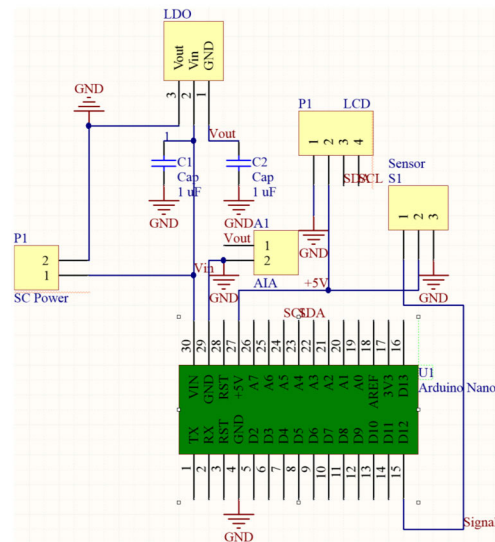 LDO
Vout
Vin
GND
3
2
1
GND
Vout
1
C1
Cap
1 uF
C2
Cap
1 uF
GND
GND
P1
LCD
1
2
3
4
SDA
SCL
GND
Sensor
S1
1
2
3
GND
P1
2
1
SC Power
Vin
A1
Vout
1
2
AIA
GND
+5V
SCL
SDA
30
29
28
27
26
25
24
23
22
21
20
19
18
17
16
U1
Arduino Nano
VIN
GND
RST
+5V
A7
A6
A5
A4
A3
A2
A1
A0
AREF
3V3
D13
TX
RX
RST
GND
D2
D3
D4
D5
D6
D7
D8
D9
D10
D11
D12
1
2
3
4
5
6
7
8
9
10
11
12
13
14
15
GND
Signal